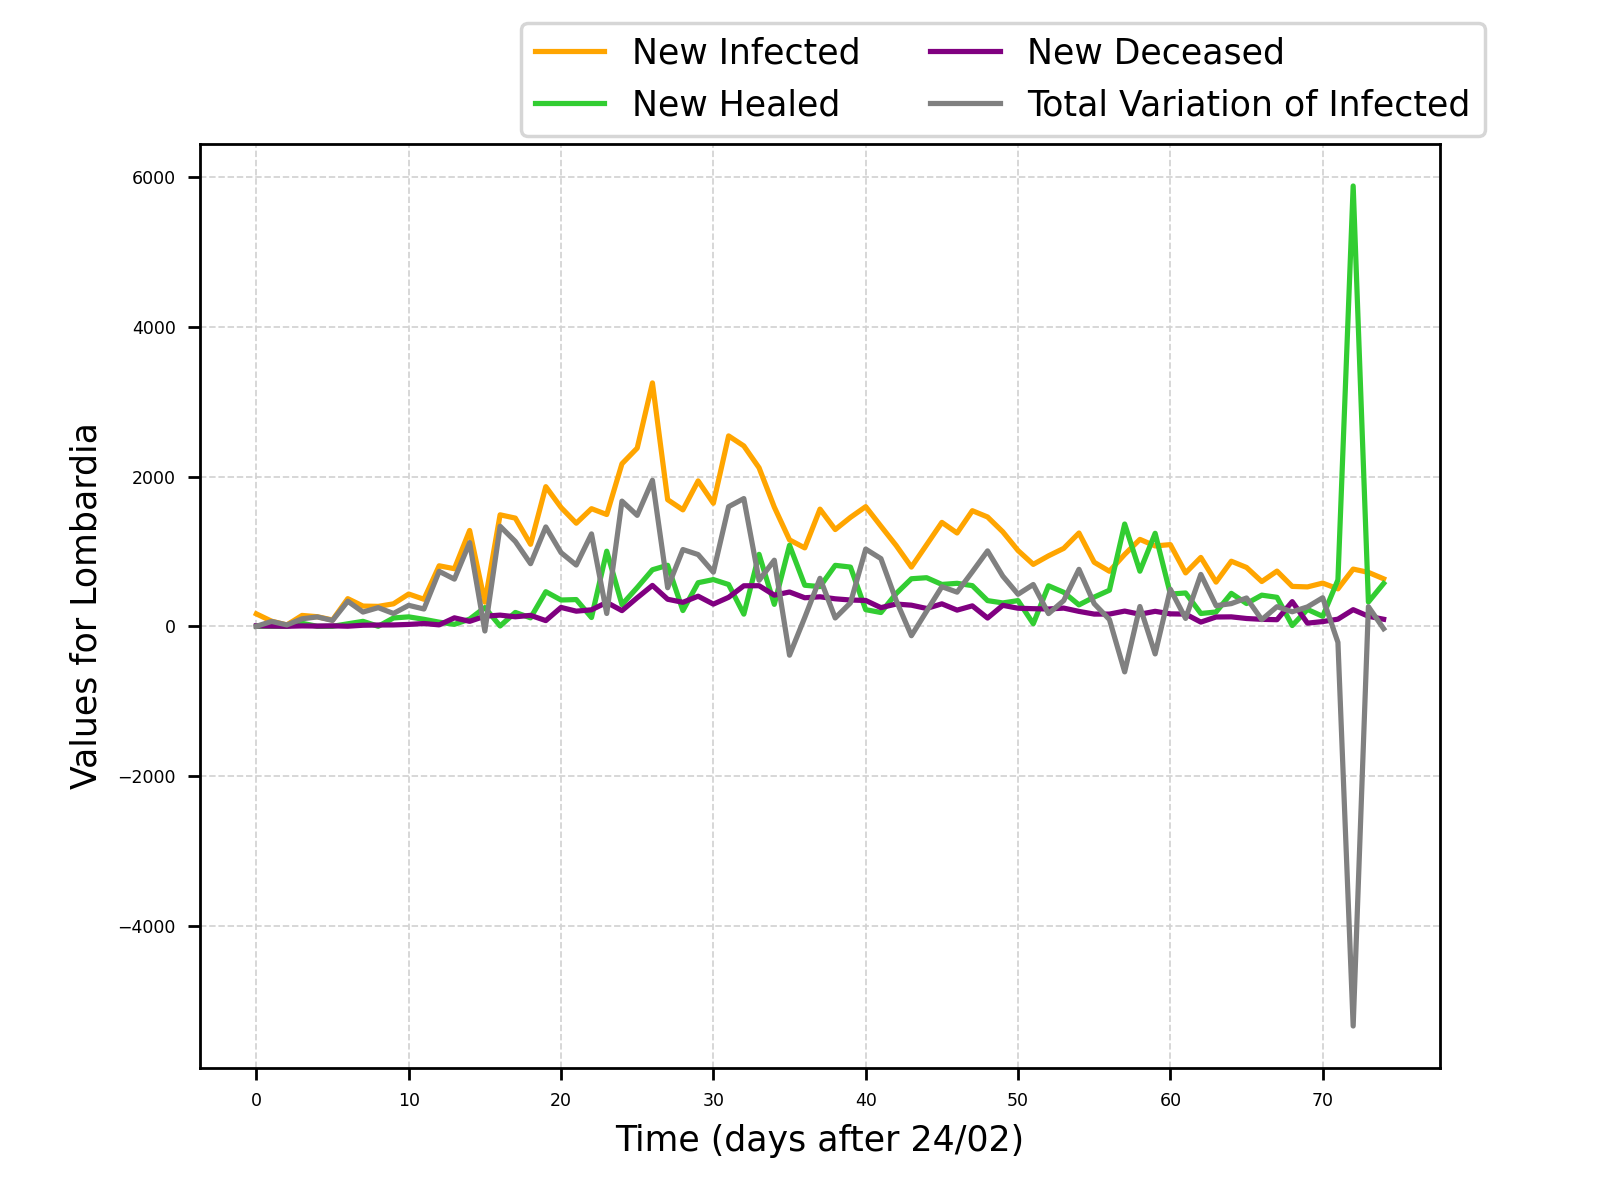 New Infected
New Healed
New Deceased
Total Variation of Infected
6000
4000
2000
0
−2000
−4000
Values for Lombardia
0 10 20 30 40 50 60 70
Time (days after 24/02)